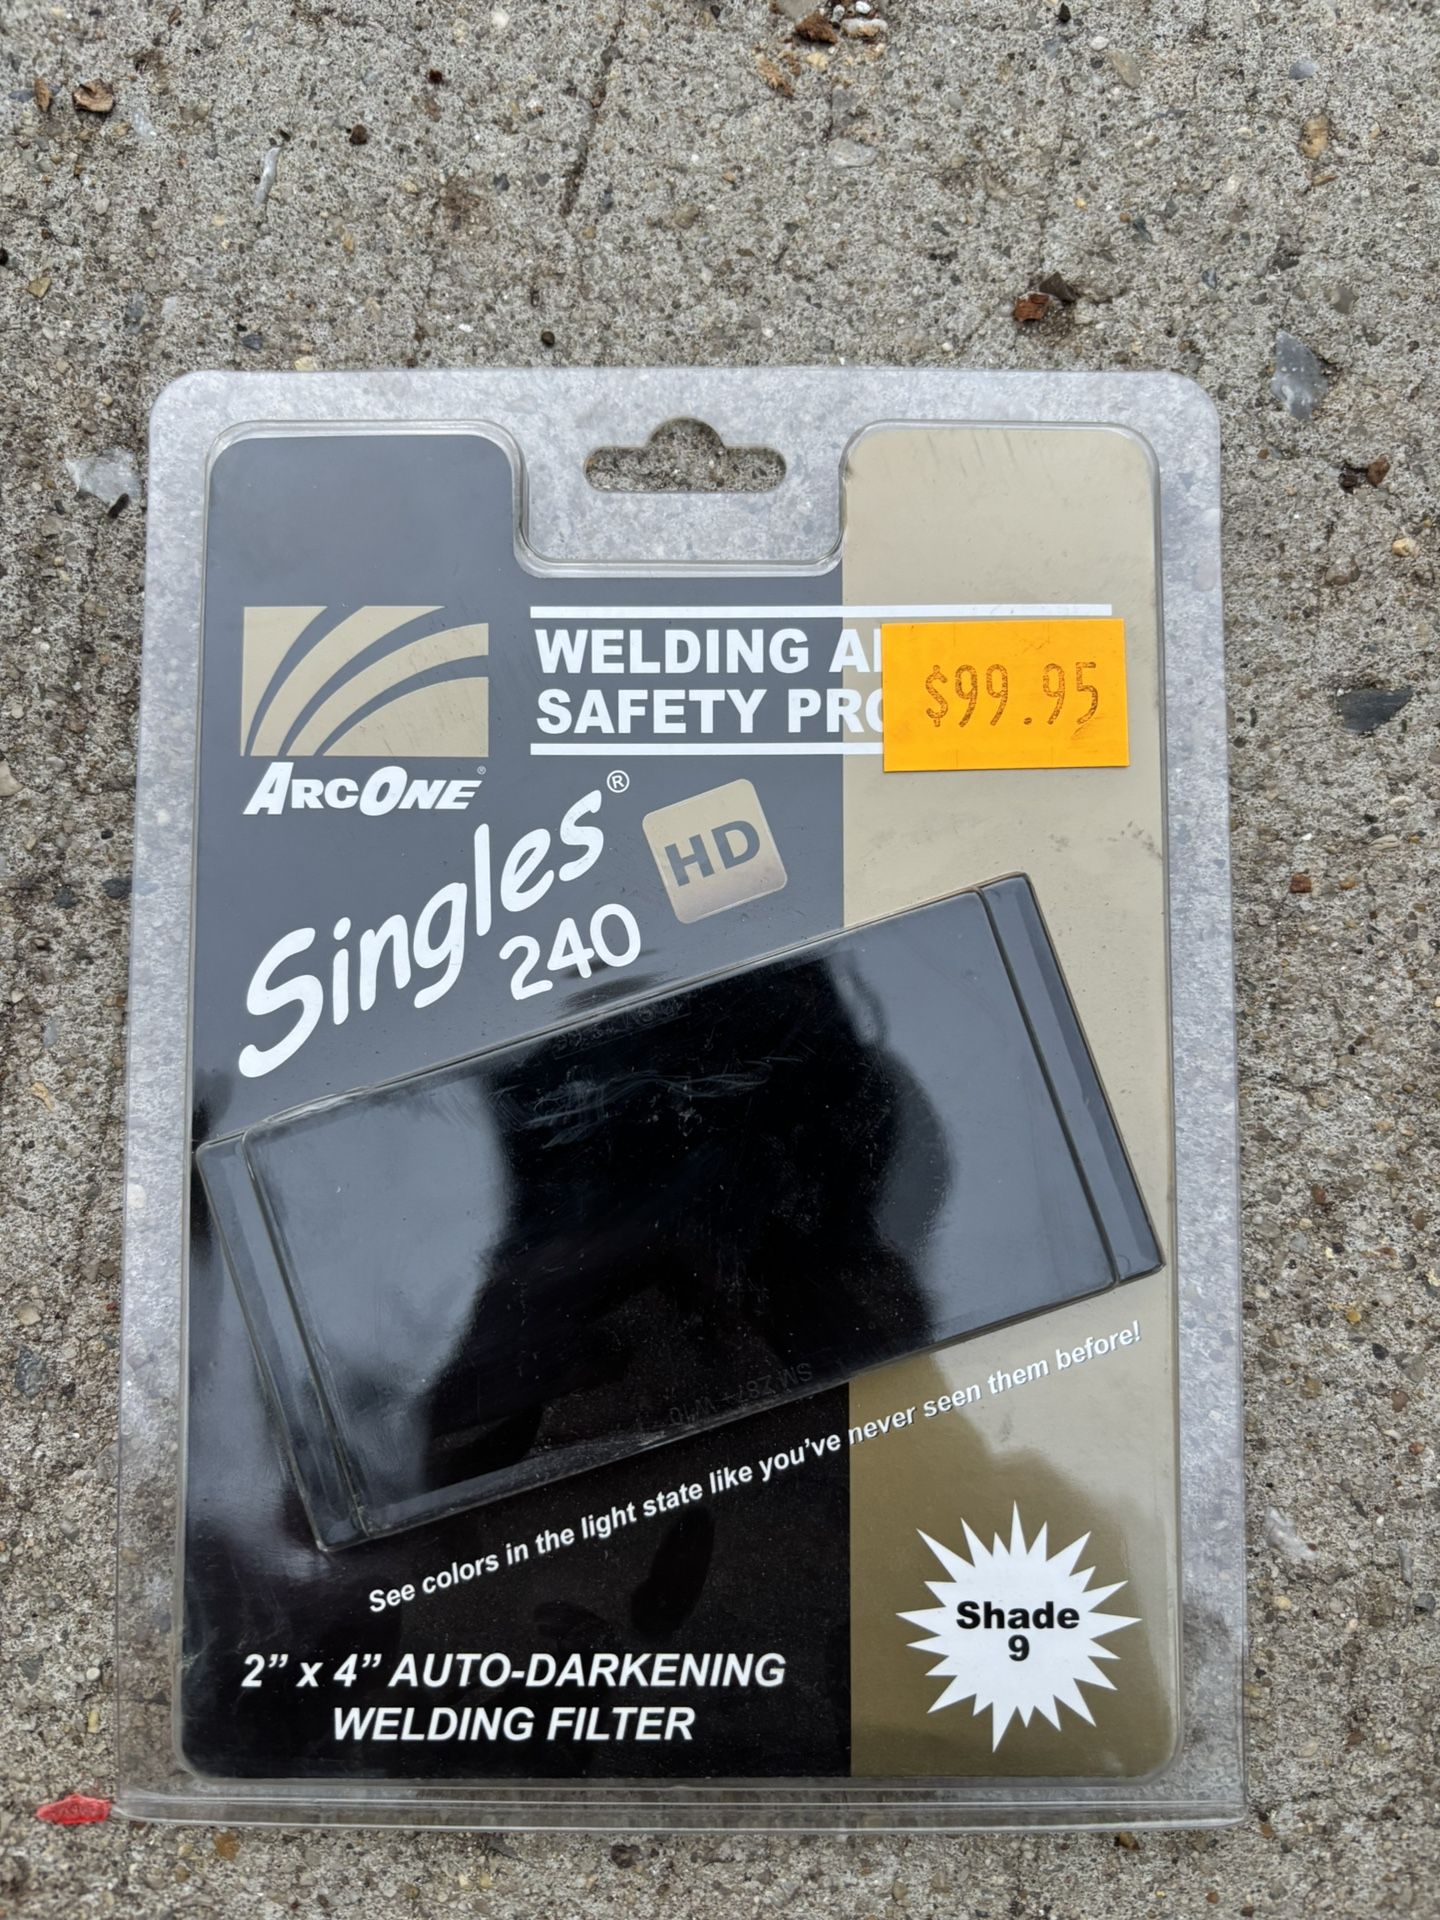 WELDING
SAFETY
$99.95
ARCONE®
Singles®
HD
240
See colors in the light state like you've never seen them before!
Shade
9
2” x 4” AUTO-DARKENING
WELDING FILTER